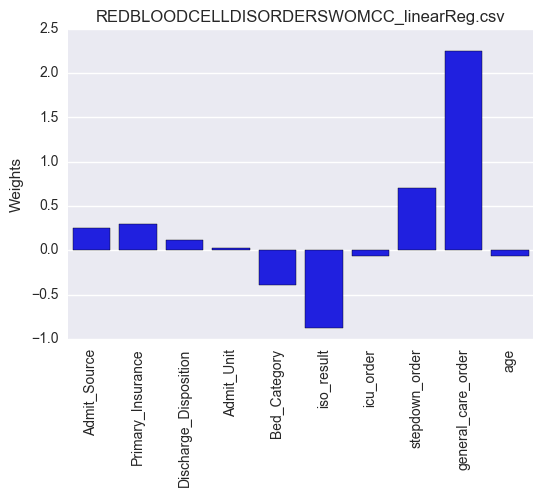 REDBLOODCELLDISORDERSWOMCC_linearReg.csv
2.5
2.0
1.5
1.0
0.5
0.0
−0.5
−1.0
Weights
Admit_Source
Primary_Insurance
Discharge_Disposition
Admit_Unit
Bed_Category
iso_result
icu_order
stepdown_order
general_care_order
age